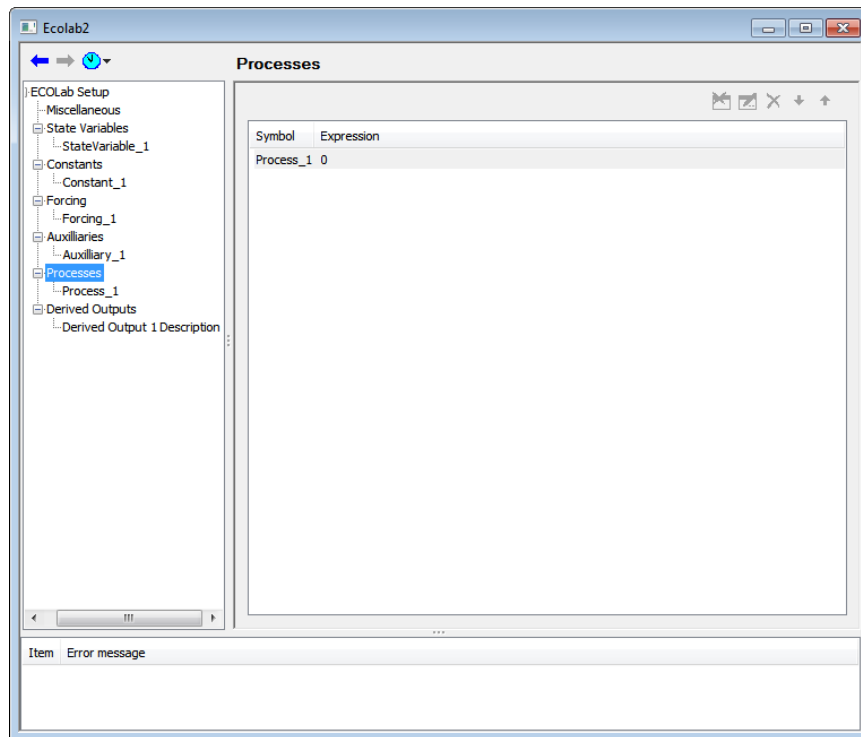 Ecolab2
Processes
ECOLab Setup
Miscellaneous
State Variables
StateVariable_1
Constants
Constant_1
Forcing
Forcing_1
Auxilliaries
Auxilliary_1
Processes
Process_1
Derived Outputs
Derived Output 1 Description
Symbol Expression
Process_1 0
Item Error message